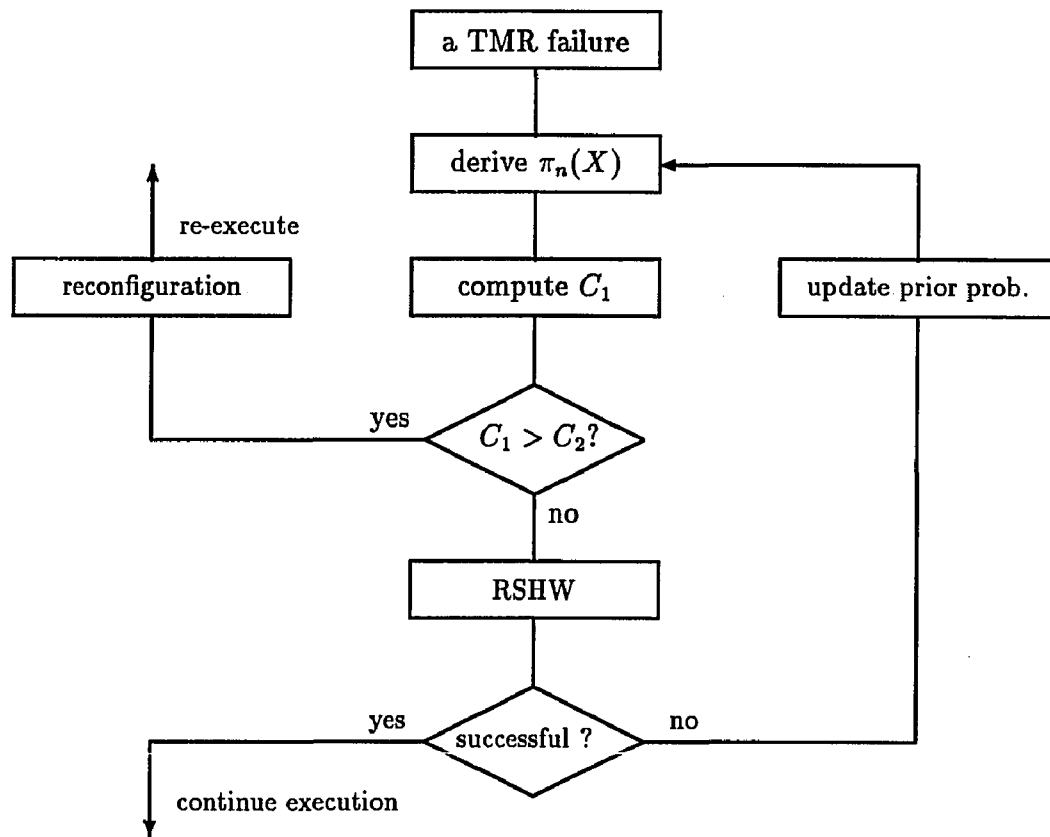 a TMR failure
derive πₙ(X)
re-execute
reconfiguration
compute C₁
update prior prob.
yes
C₁ > C₂?
no
RSHW
yes
successful ?
no
continue execution